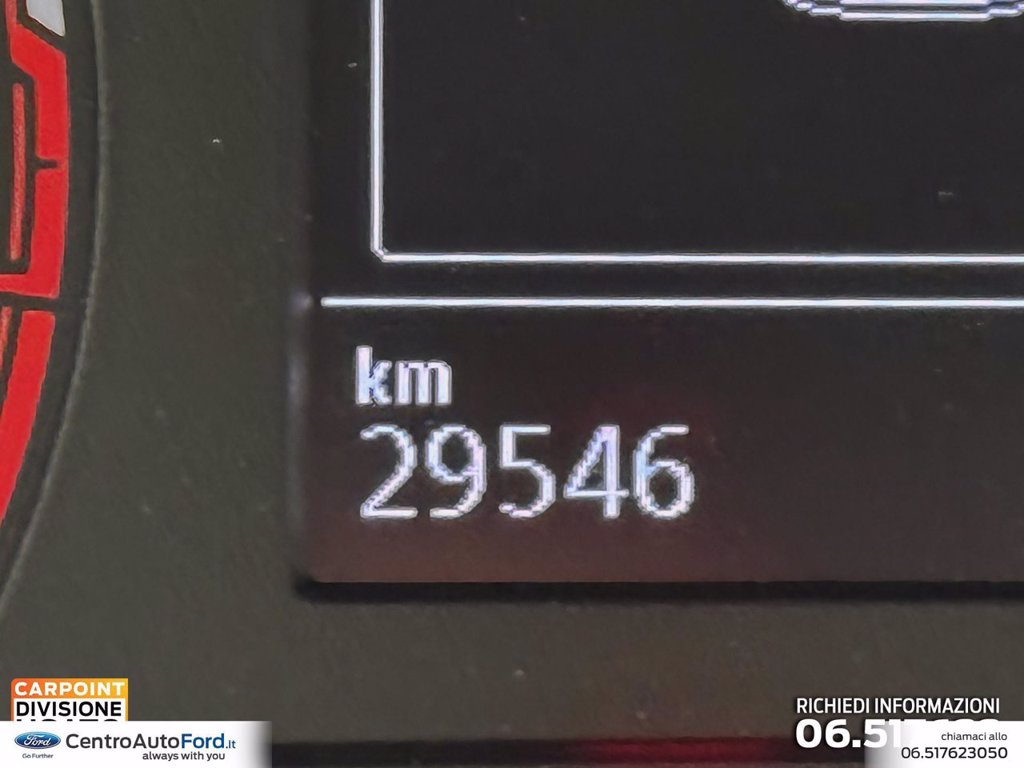 km
29546
CARPOINT
DIVISIONE
Ford
Go Further
CentroAutoFord.it
always with you
RICHIEDI INFORMAZIONI
chiamaci allo
06.517623050